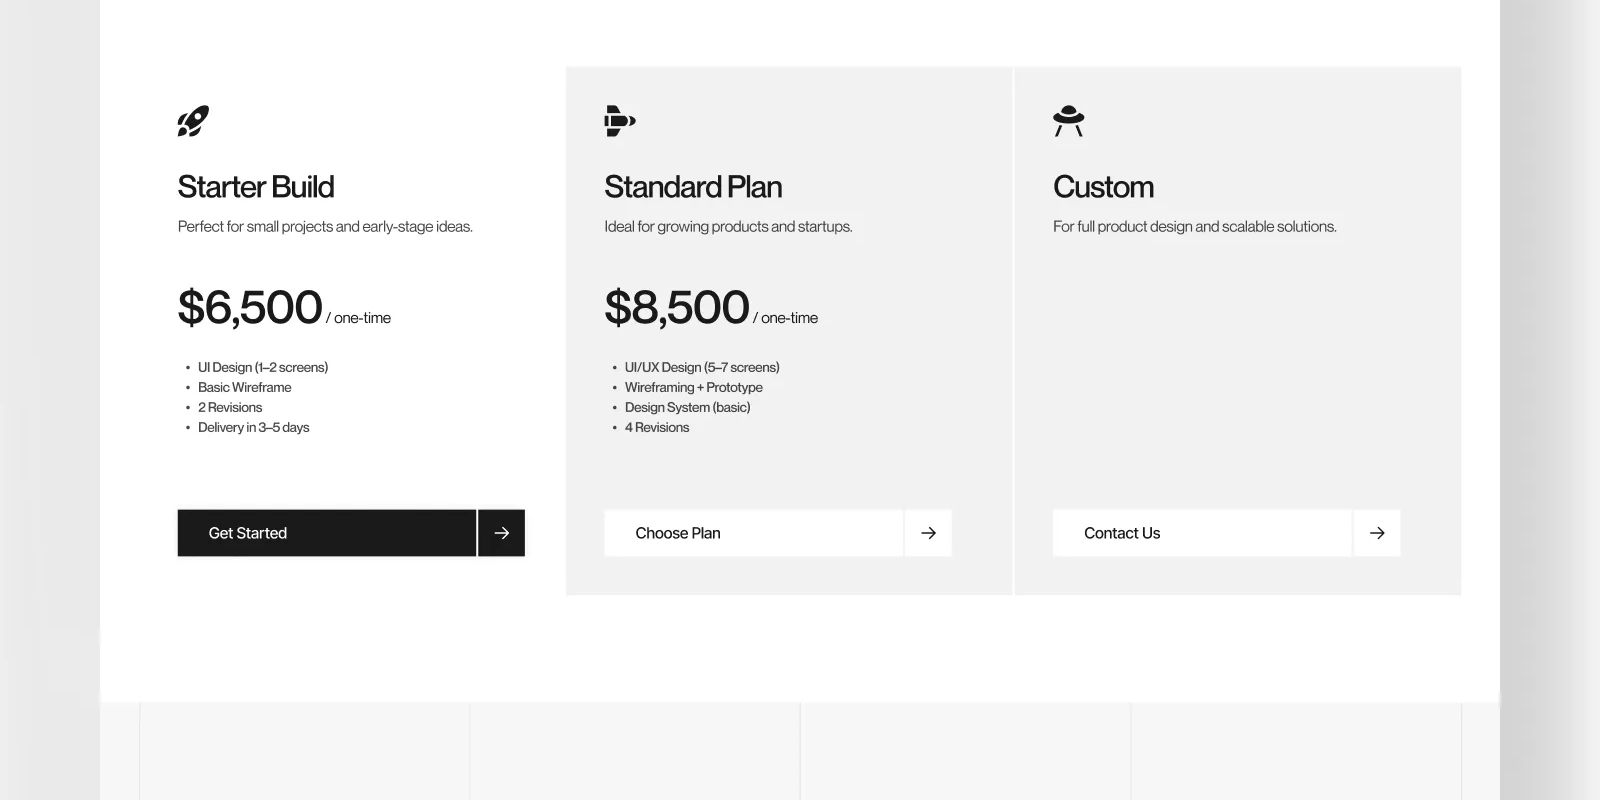 Starter Build
Perfect for small projects and early-stage ideas.
$6,500 / one-time
• UI Design (1–2 screens)
• Basic Wireframe
• 2 Revisions
• Delivery in 3–5 days
Get Started
Standard Plan
Ideal for growing products and startups.
$8,500 / one-time
• UI/UX Design (5–7 screens)
• Wireframing + Prototype
• Design System (basic)
• 4 Revisions
Choose Plan
Custom
For full product design and scalable solutions.
Contact Us